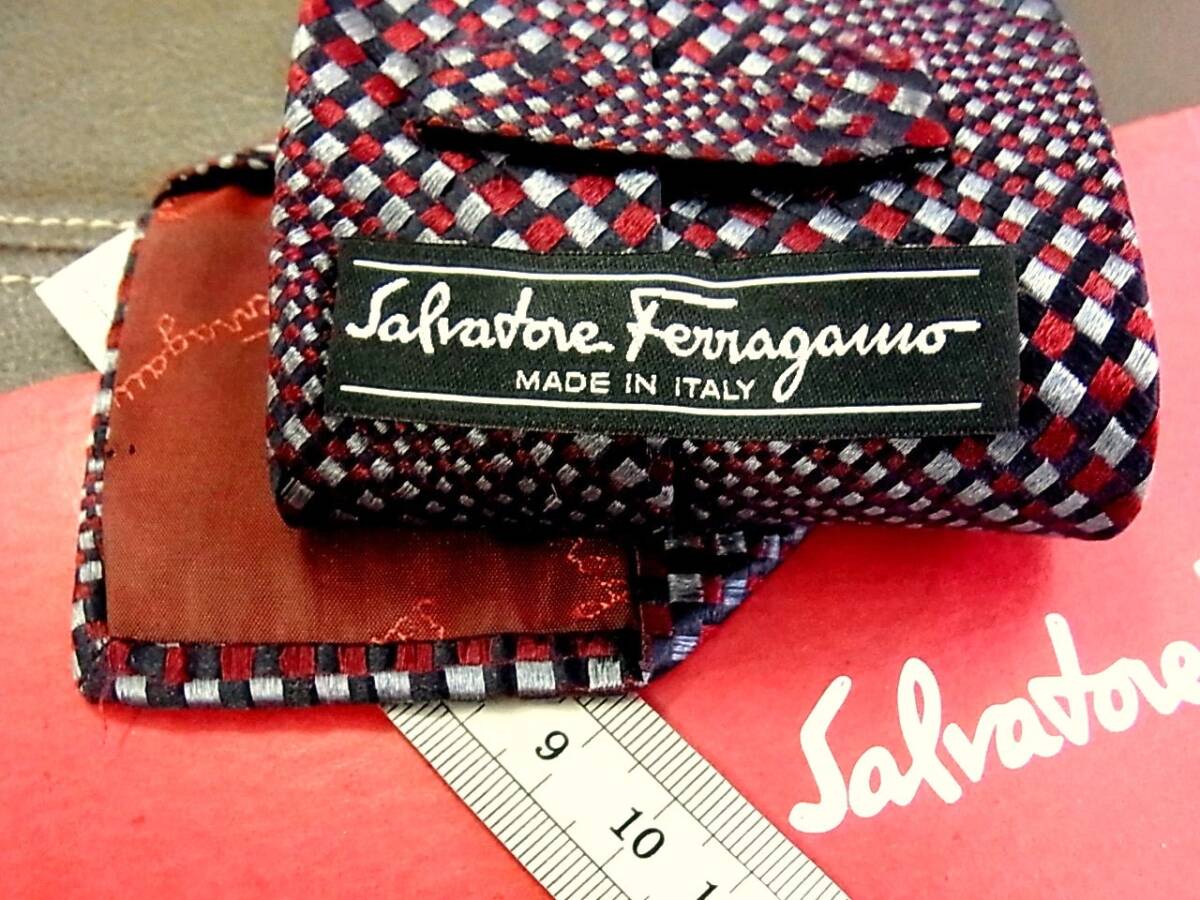 Salvatore Ferragamo
MADE IN ITALY
Salvatore
9
10